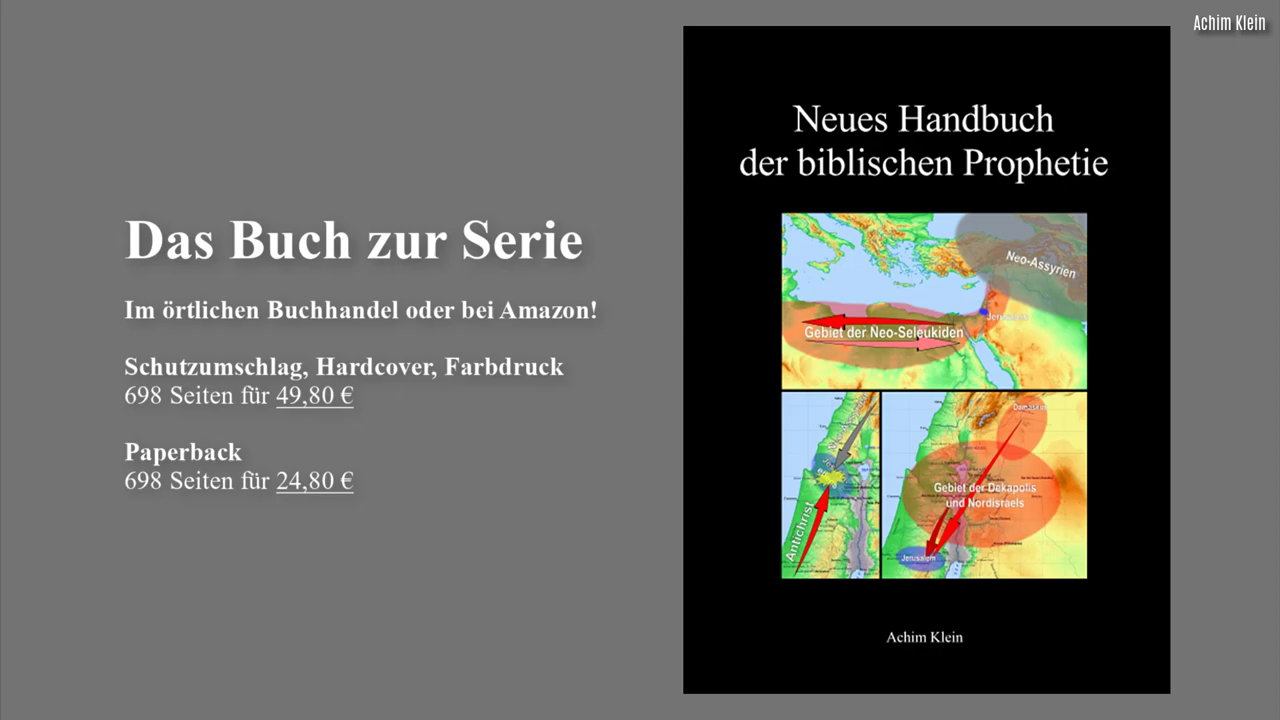 Achim Klein
Das Buch zur Serie
Im örtlichen Buchhandel oder bei Amazon!
Schutzumschlag, Hardcover, Farbdruck
698 Seiten für 49,80 €
Paperback
698 Seiten für 24,80 €
Neues Handbuch
der biblischen Prophetie
Neo-Assyrien
Jerusalem
Gebiet der Neo-Seleukiden
Damaskus
Gebiet der Dekapolis
und Nordisraels
Antichrist
Jerusalem
Achim Klein